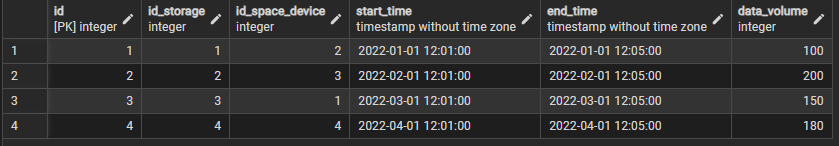 id id_storage id_space_device start_time end_time data_volume
[PK] integer integer integer timestamp without time zone timestamp without time zone integer
1 1 1 2 2022-01-01 12:01:00 2022-01-01 12:05:00 100
2 2 2 3 2022-02-01 12:01:00 2022-02-01 12:05:00 200
3 3 3 1 2022-03-01 12:01:00 2022-03-01 12:05:00 150
4 4 4 4 2022-04-01 12:01:00 2022-04-01 12:05:00 180